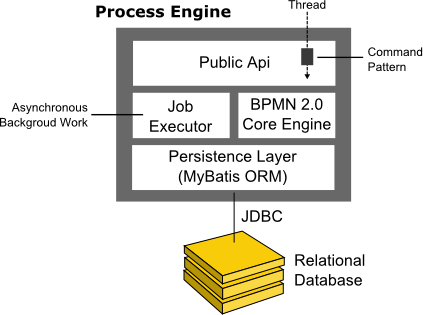 Process Engine
Thread
Public Api
Command
Pattern
Asynchronous
Backgroud Work
Job
Executor
BPMN 2.0
Core Engine
Persistence Layer
(MyBatis ORM)
JDBC
Relational
Database